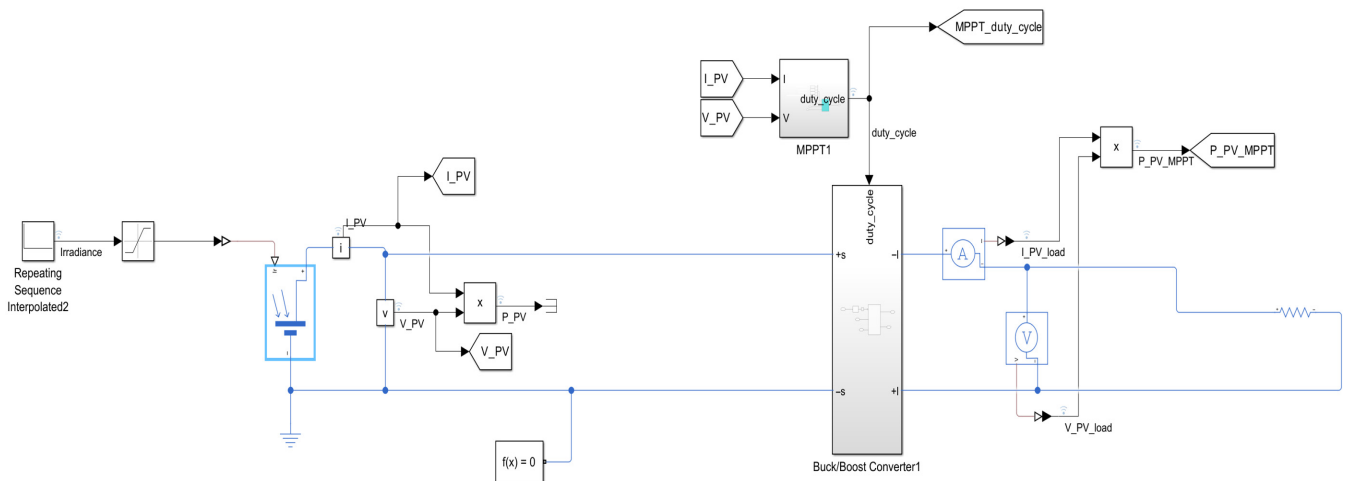 MPPT_duty_cycle
I_PV
I
duty_cycle
V_PV
V
MPPT1
duty_cycle
x
P_PV_MPPT
P_PV_MPPT
I_PV
I_PV
i
Irradiance
Repeating
Sequence
Interpolated2
v
V_PV
x
P_PV
V_PV
duty_cycle
+s
−s
−l
+l
Buck/Boost Converter1
A
I_PV_load
V
V_PV_load
f(x) = 0